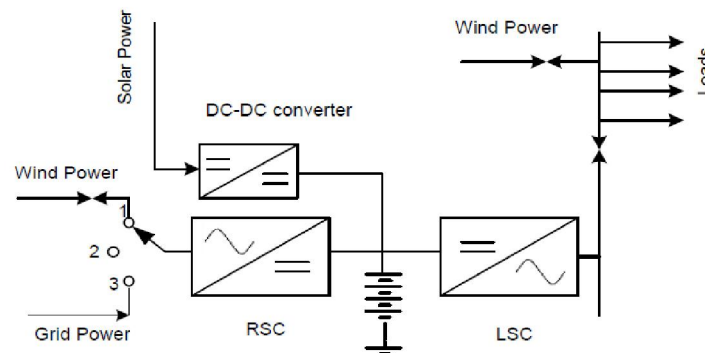 Solar Power
Wind Power
Loads
DC-DC converter
Wind Power
1
2
3
Grid Power
RSC
LSC